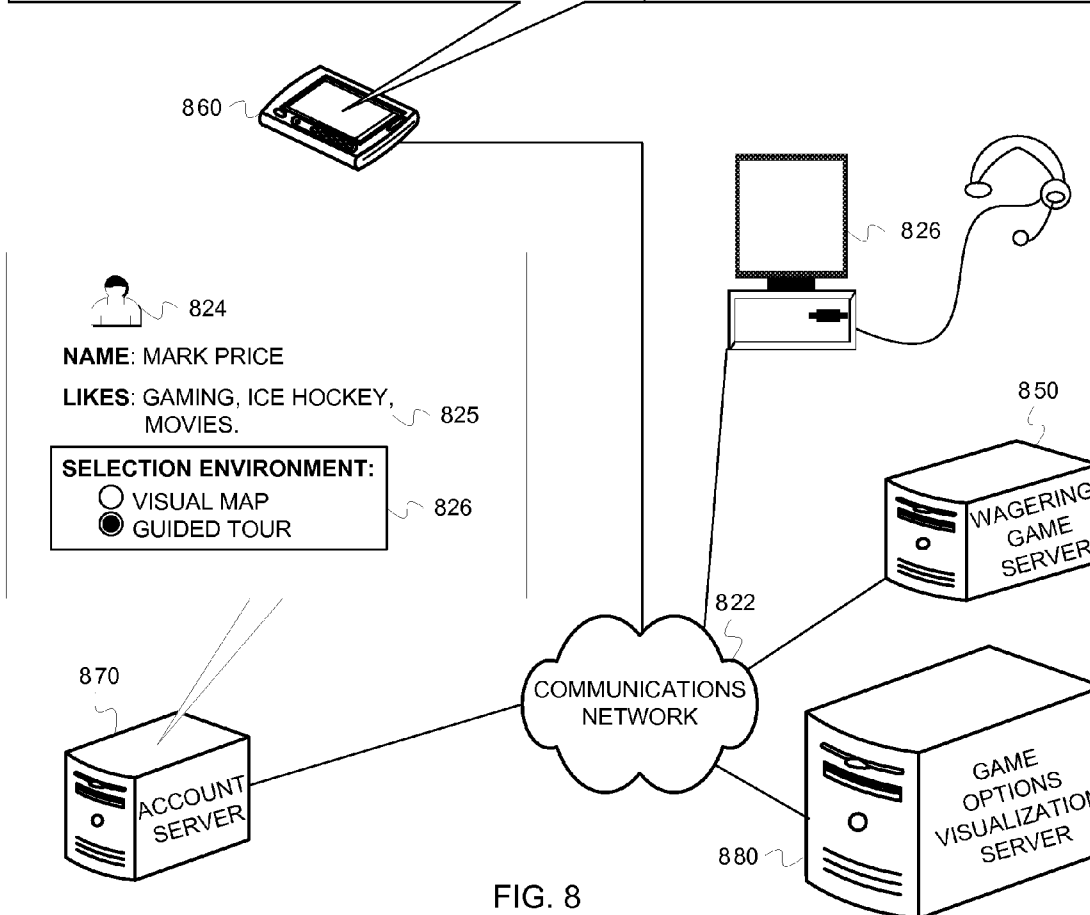 860
826
824
NAME: MARK PRICE
LIKES: GAMING, ICE HOCKEY,
MOVIES.
825
SELECTION ENVIRONMENT:
VISUAL MAP
GUIDED TOUR
826
850
WAGERING
GAME
SERVER
822
COMMUNICATIONS
NETWORK
870
ACCOUNT
SERVER
GAME
OPTIONS
VISUALIZATION
SERVER
880
FIG. 8